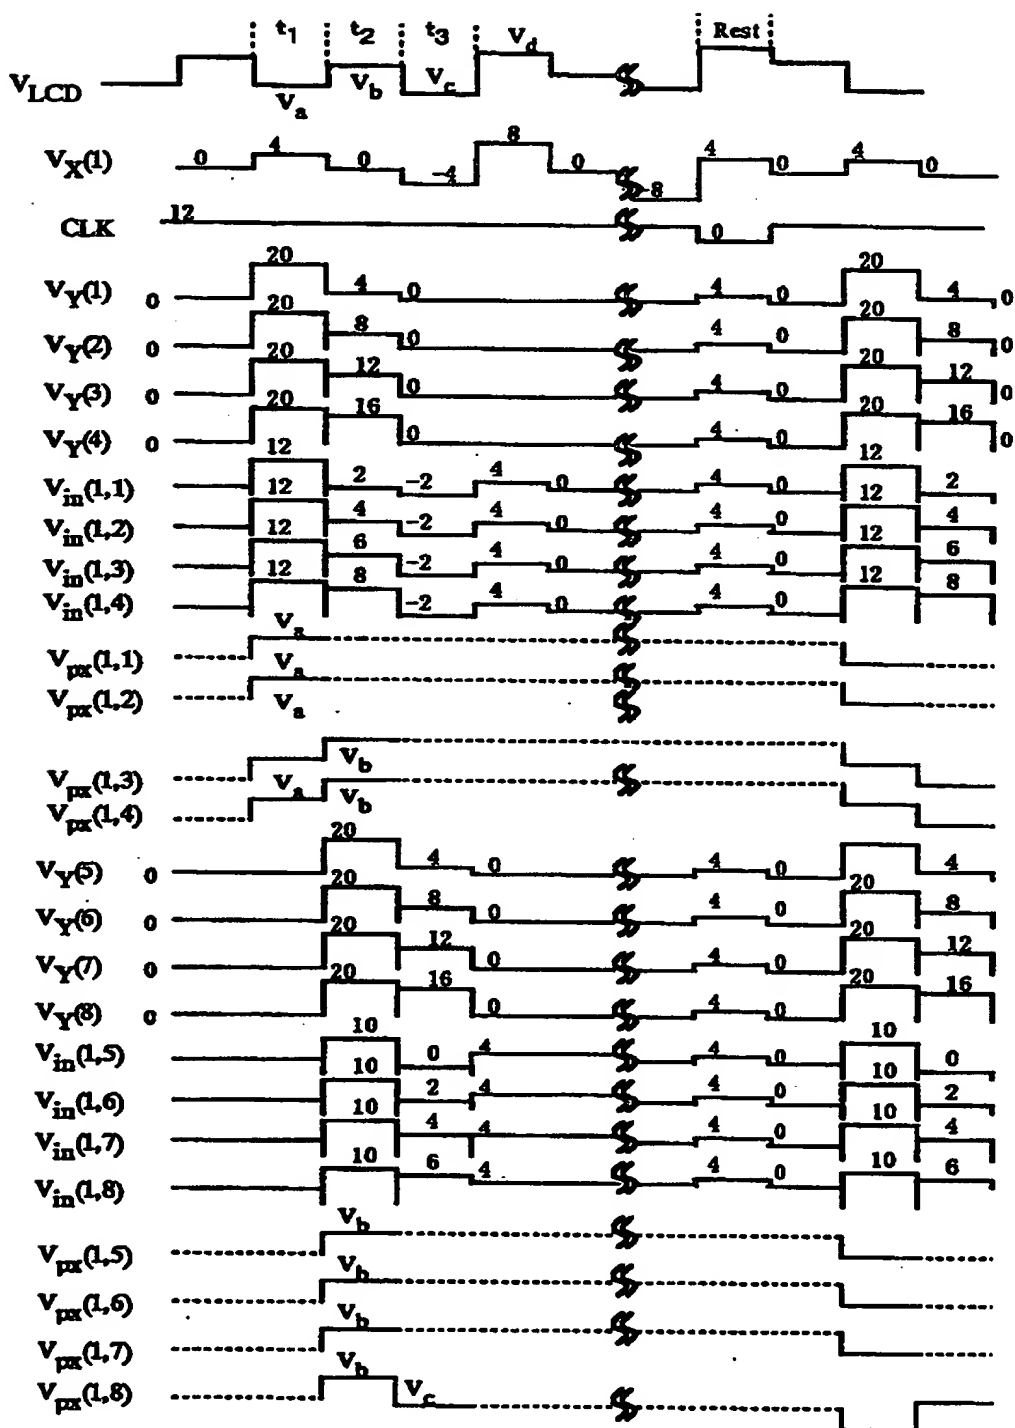 t1 t2 t3 Vd Rest
VLCD Va Vb Vc
VX(1) 0 4 0 -4 8 0 -8 4 0 4 0
CLK 12 0
VY(1) 0 20 4 0 4 0 20 4 0
VY(2) 0 20 8 0 4 0 20 8 0
VY(3) 0 20 12 0 4 0 20 12 0
VY(4) 0 20 16 0 4 0 20 16 0
Vin(1,1) 12 2 -2 4 0 4 0 12 2
Vin(1,2) 12 4 -2 4 0 4 0 12 4
Vin(1,3) 12 6 -2 4 0 4 0 12 6
Vin(1,4) 12 8 -2 4 0 4 0 12 8
Vpx(1,1) Va
Vpx(1,2) Va
Va
Vpx(1,3) Vb
Vpx(1,4) Va Vb
VY(5) 0 20 4 0 4 0 4
VY(6) 0 20 8 0 4 0 20 8
VY(7) 0 20 12 0 4 0 20 12
VY(8) 0 20 16 0 4 0 20 16
Vin(1,5) 10 0 4 4 0 10 0
Vin(1,6) 10 2 4 4 0 10 2
Vin(1,7) 10 4 4 4 0 10 4
Vin(1,8) 10 6 4 4 0 10 6
Vpx(1,5) Vb
Vpx(1,6) Vb
Vpx(1,7) Vb
Vpx(1,8) Vb Vc